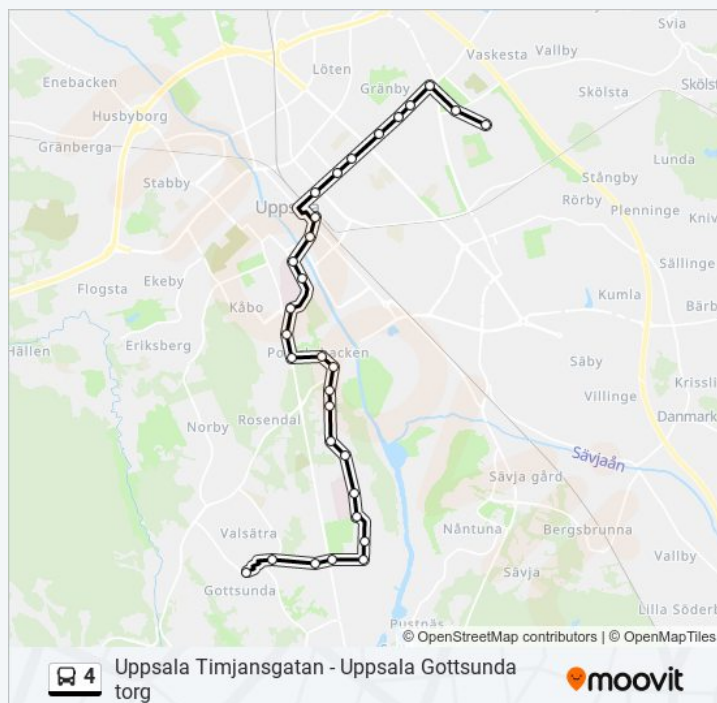 Svia
Vaskesta
Vallby
Löten
Enebacken
Gränby
Skölsta
Skölst
Husbyborg
Gränberga
Lunda
Stångby
Stabby
Rörby
Plenninge
Kniv
Uppsala
Sällinge
Ekeby
Flogsta
Kumla
Bärb
Kåbo
Hällen
Eriksberg
Säby
Krissli
Villinge
Rosendal
Danmark
Norby
Sävjaån
Sävja gård
Valsätra
Nåntuna
Bergsbrunna
Vallby
Gottsunda
Sävja
Lilla Söderb
Pustnäs
© OpenStreetMap contributors | © OpenMapTiles
4
Uppsala Timjansgatan - Uppsala Gottsunda
torg
moovit